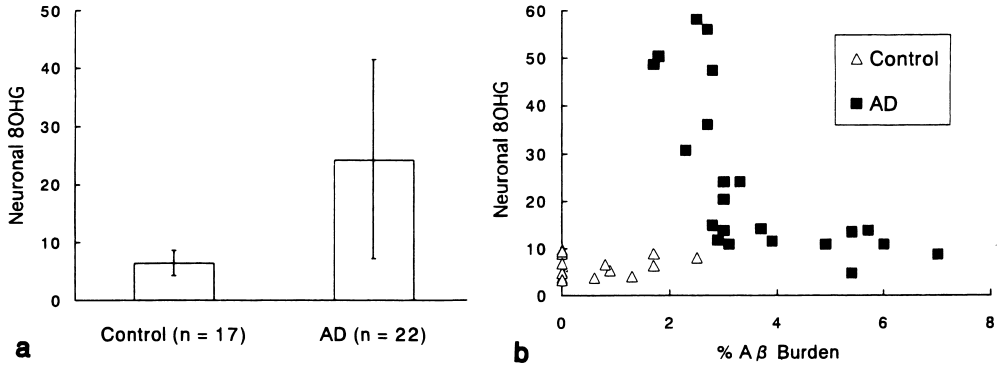 50
40
30
20
10
0
Neuronal 8OHG
Control (n = 17) AD (n = 22)
a
60
50
40
30
20
10
0
Neuronal 8OHG
0 2 4 6 8
% A β Burden
Control
AD
b